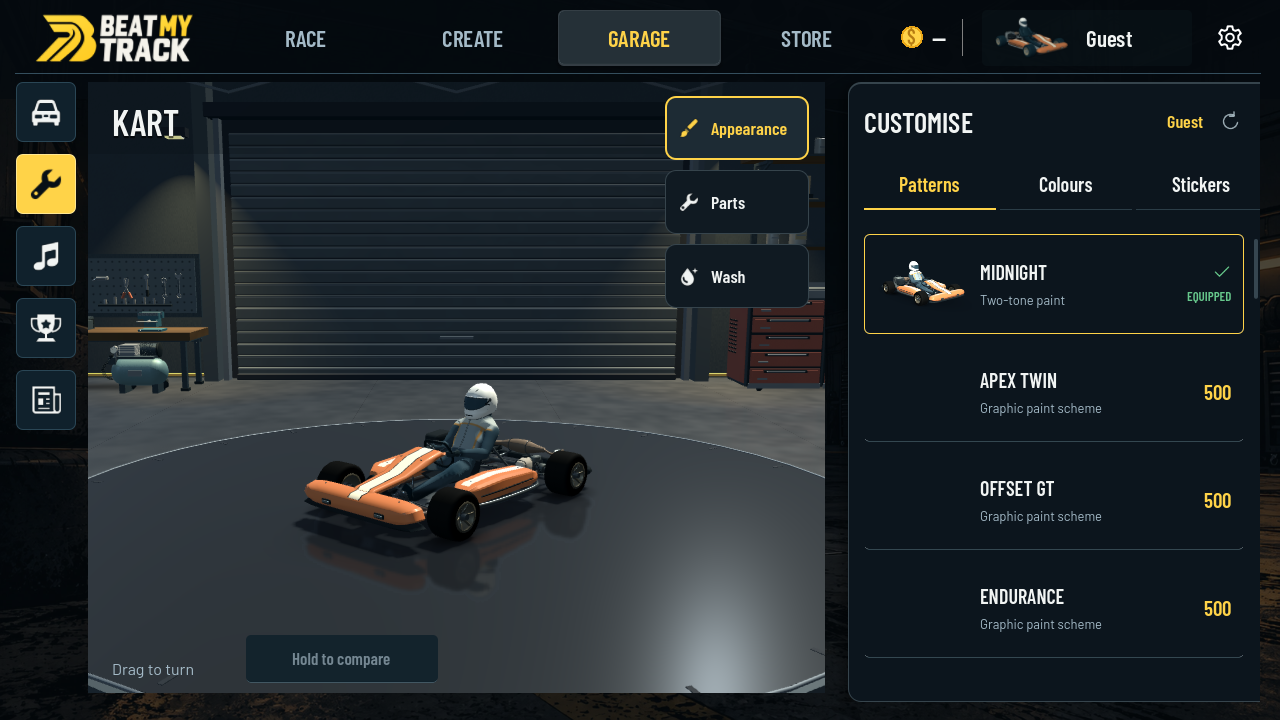 BEATMY
TRACK
RACE
CREATE
GARAGE
STORE
$ –
Guest
KART
Appearance
Parts
Wash
Drag to turn
Hold to compare
CUSTOMISE
Guest
Patterns
Colours
Stickers
MIDNIGHT
Two-tone paint
EQUIPPED
APEX TWIN
Graphic paint scheme
500
OFFSET GT
Graphic paint scheme
500
ENDURANCE
Graphic paint scheme
500